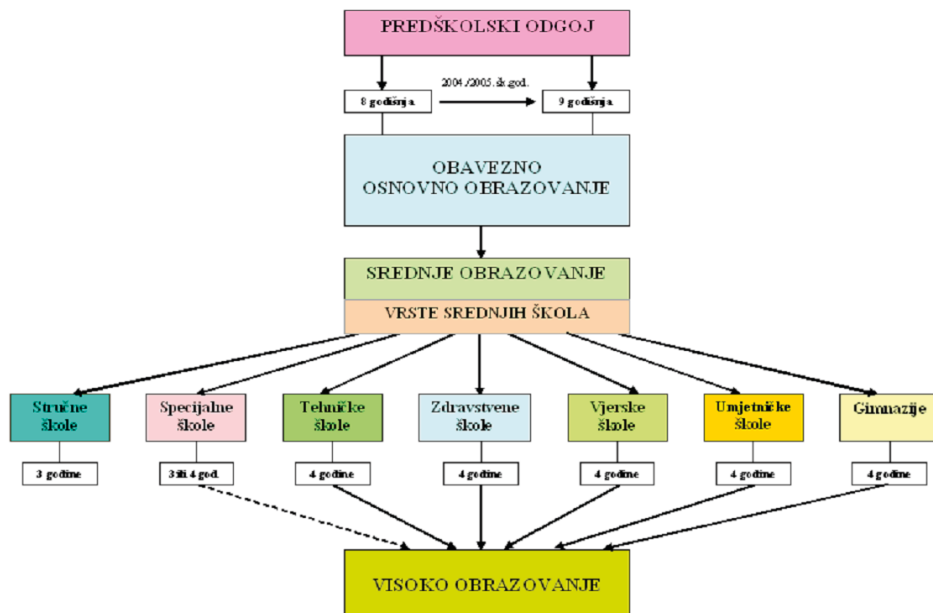 PREDŠKOLSKI ODGOJ
2004./2005. šk. god.
8 godišnja
9 godišnja
OBAVEZNO
OSNOVNO OBRAZOVANJE
SREDNJE OBRAZOVANJE
VRSTE SREDNJIH ŠKOLA
Stručne
škole
Specijalne
škole
Tehničke
škole
Zdravstvene
škole
Vjerske
škole
Umjetničke
škole
Gimnazije
3 godine
3 ili 4 god.
4 godine
4 godine
4 godine
4 godine
4 godine
VISOKO OBRAZOVANJE